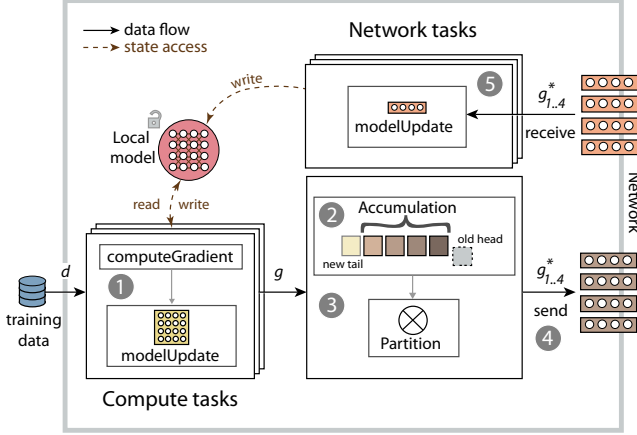 data flow
state access
Network tasks
write
5
g*1..4
modelUpdate
receive
Local
model
Network
read
write
2
Accumulation
old head
new tail
computeGradient
1
d
g
g*1..4
3
send
4
training
data
modelUpdate
Partition
Compute tasks